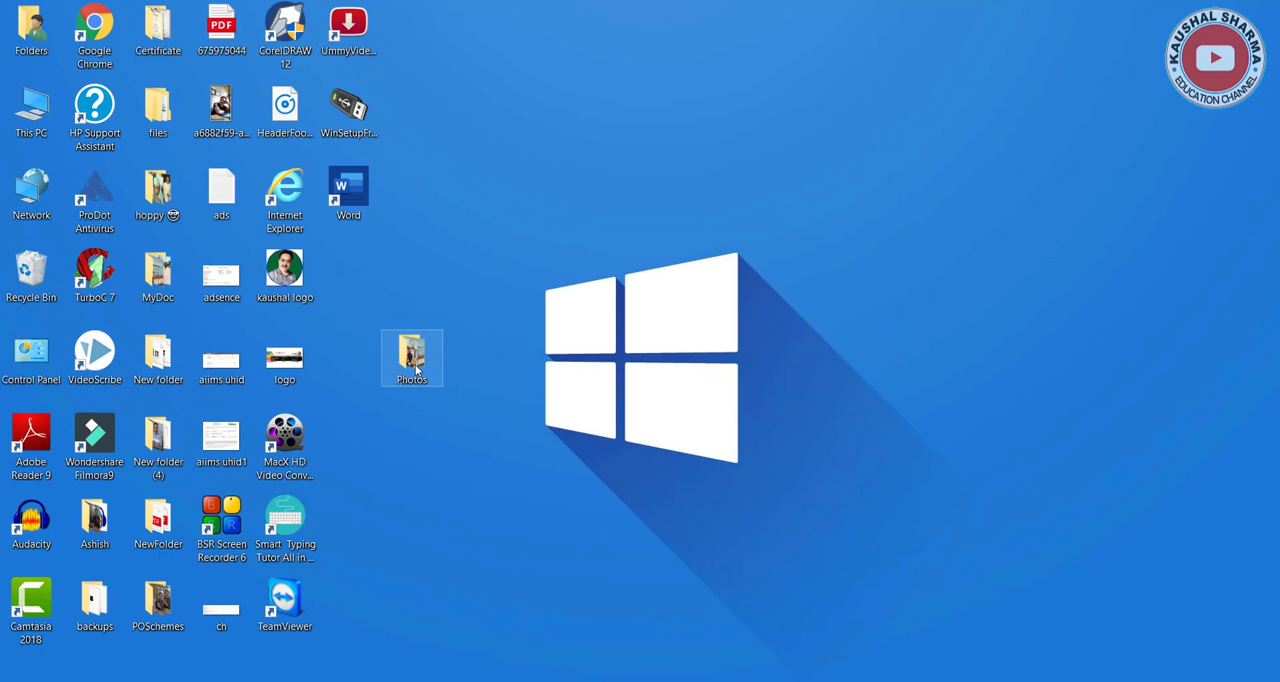 KAUSHAL SHARMA
EDUCATION CHANNEL
Folders
Google
Chrome
Certificate
PDF
675975044
CorelDRAW
12
UmmyVide...
This PC
HP Support
Assistant
files
a6882f59-a...
HeaderFoo...
WinSetupFr...
Network
ProDot
Antivirus
hoppy 😎
ads
Internet
Explorer
W
Word
Recycle Bin
TurboC 7
MyDoc
adsence
kaushal logo
Control Panel
VideoScribe
New folder
aiims uhid
logo
Photos
Adobe
Reader 9
Wondershare
Filmora9
New folder
(4)
aiims uhid1
MacX HD
Video Conv...
Audacity
Ashish
NewFolder
B S R
BSR Screen
Recorder 6
Smart Typing
Tutor All in ...
Camtasia
2018
backups
POSchemes
ch
TeamViewer